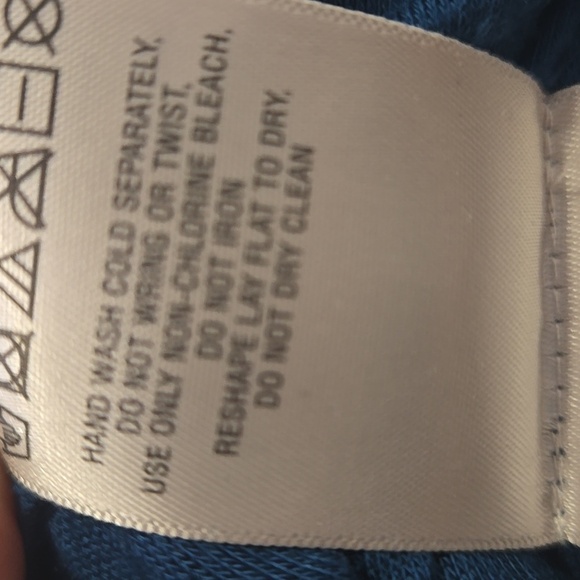 HAND WASH COLD SEPARATELY,
DO NOT WRING OR TWIST,
USE ONLY NON-CHLORINE BLEACH,
DO NOT IRON
RESHAPE LAY FLAT TO DRY,
DO NOT DRY CLEAN